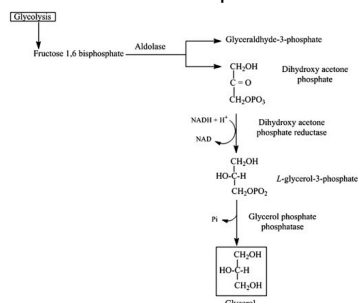 Glycolysis
Fructose 1,6 bisphosphate
Aldolase
Glyceraldhyde-3-phosphate
CH₂OH
C = O
CH₂OPO₃
Dihydroxy acetone
phosphate
NADH + H⁺
NAD
Dihydroxy acetone
phosphate reductase
CH₂OH
HO-C-H
CH₂OPO₂
L-glycerol-3-phosphate
Pi
Glycerol phosphate
phosphatase
CH₂OH
HO-C-H
CH₂OH
Glycerol